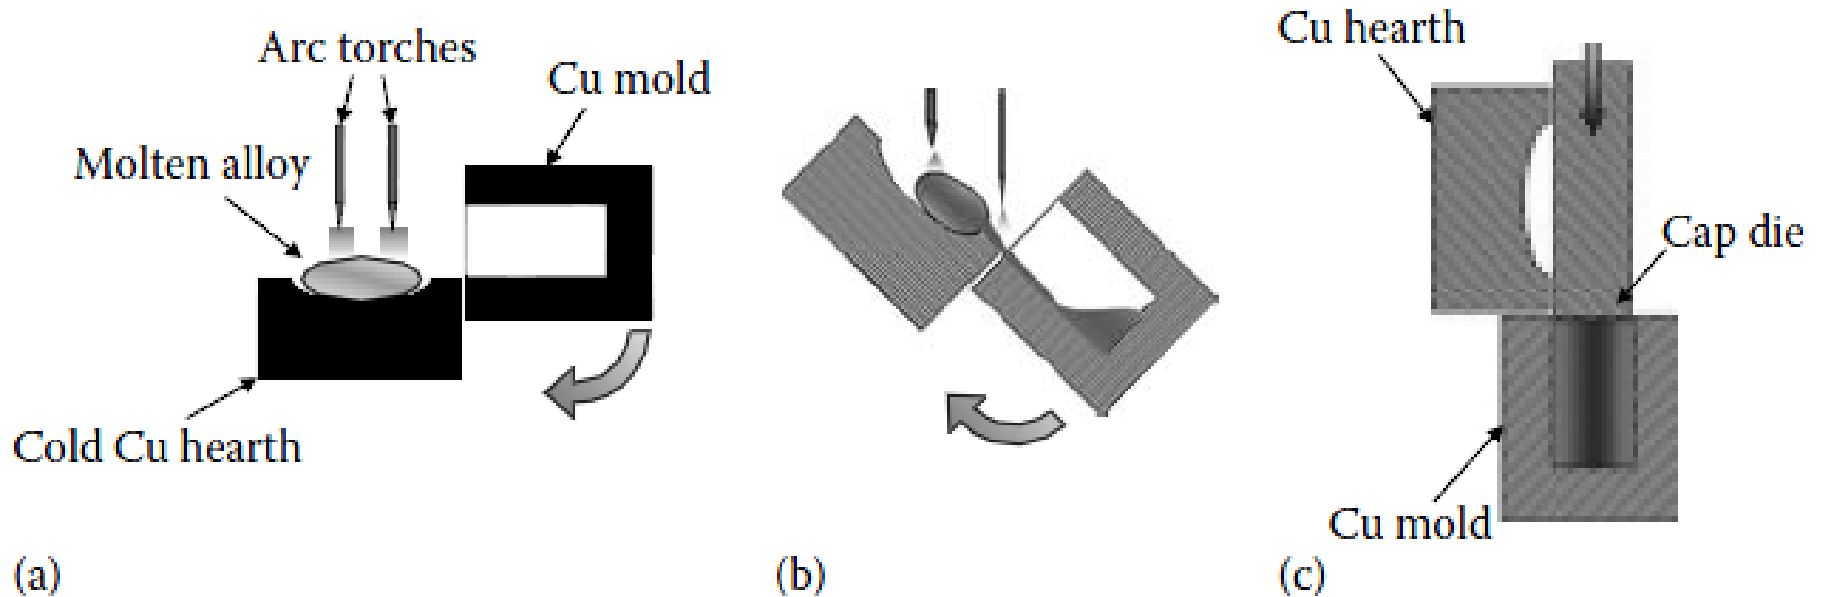 Arc torches
Cu mold
Molten alloy
Cold Cu hearth
(a)
(b)
Cu hearth
Cap die
Cu mold
(c)